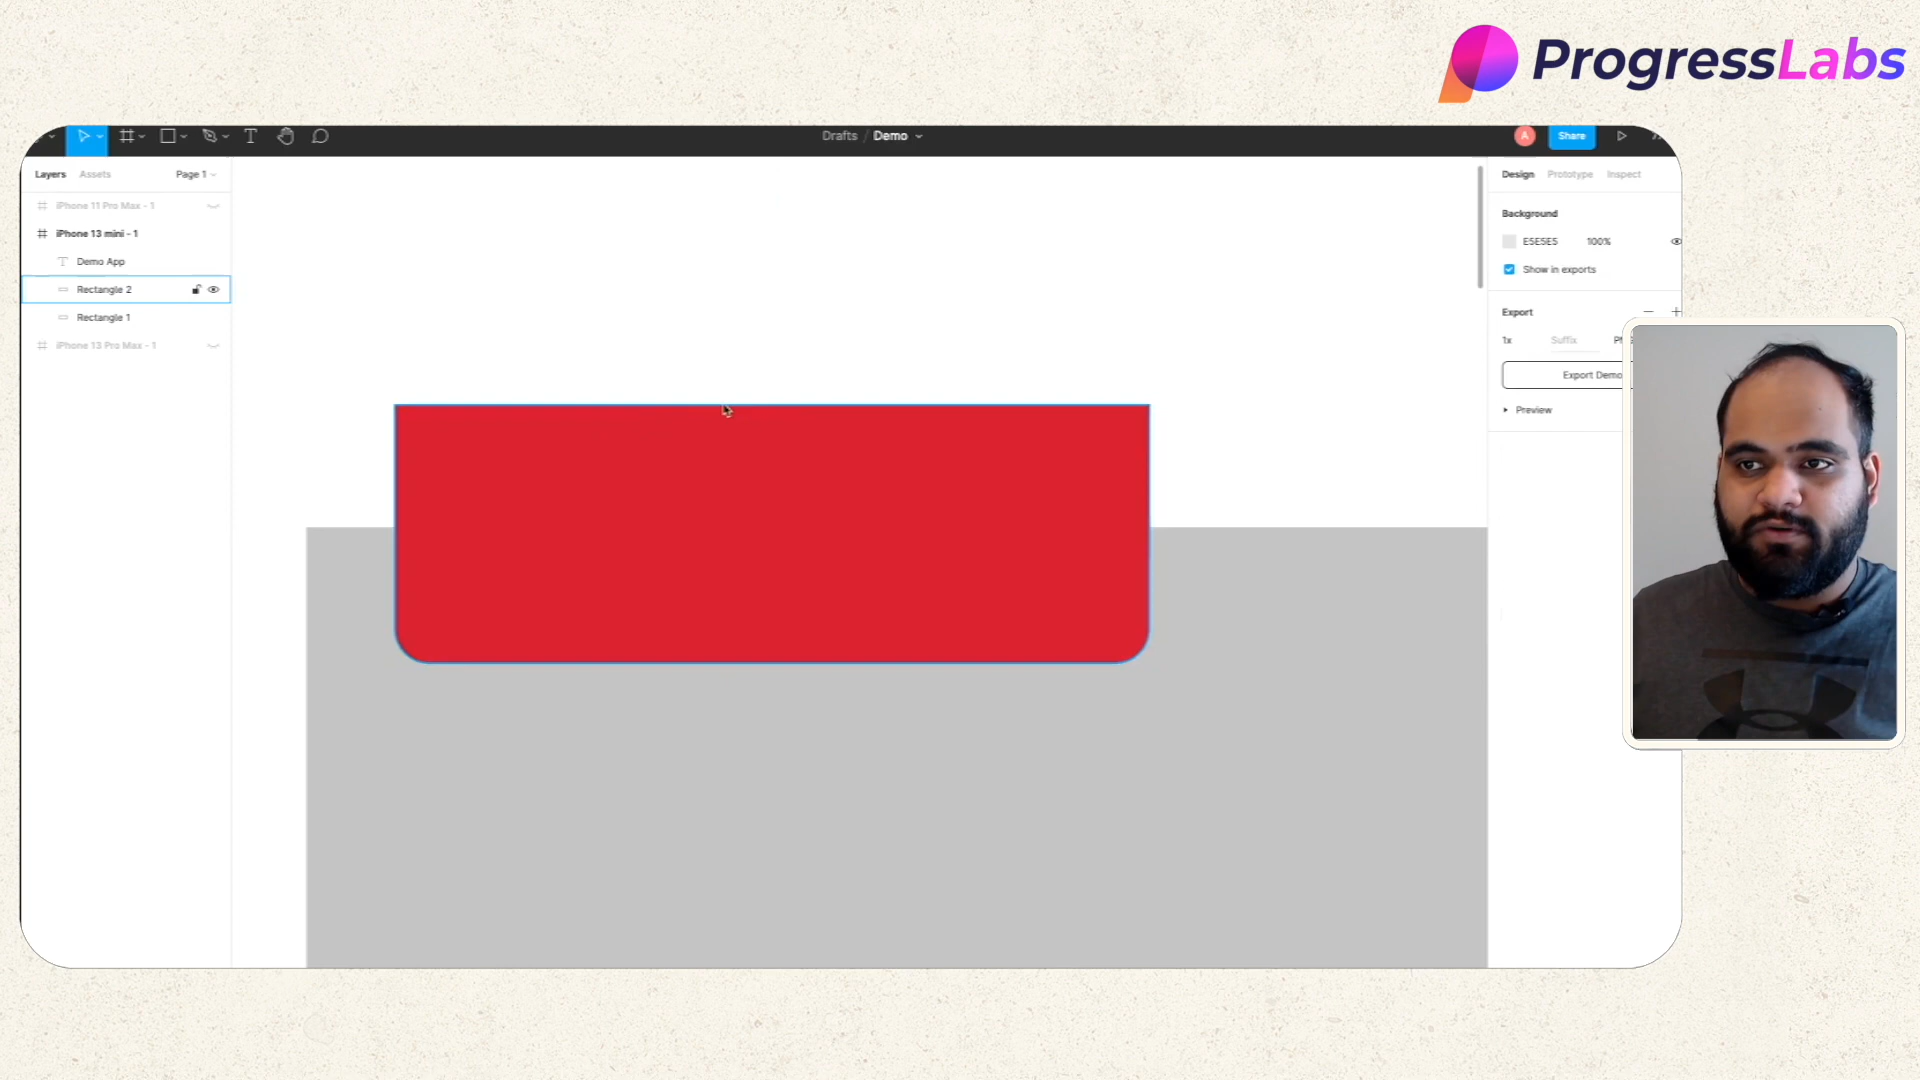 ProgressLabs
Drafts / Demo
A
Share
Layers
Assets
Page 1
iPhone 11 Pro Max - 1
iPhone 13 mini - 1
Demo App
Rectangle 2
Rectangle 1
iPhone 13 Pro Max - 1
Design
Prototype
Inspect
Background
E5E5E5
100%
Show in exports
Export
1x
Suffix
Export Demo
Preview